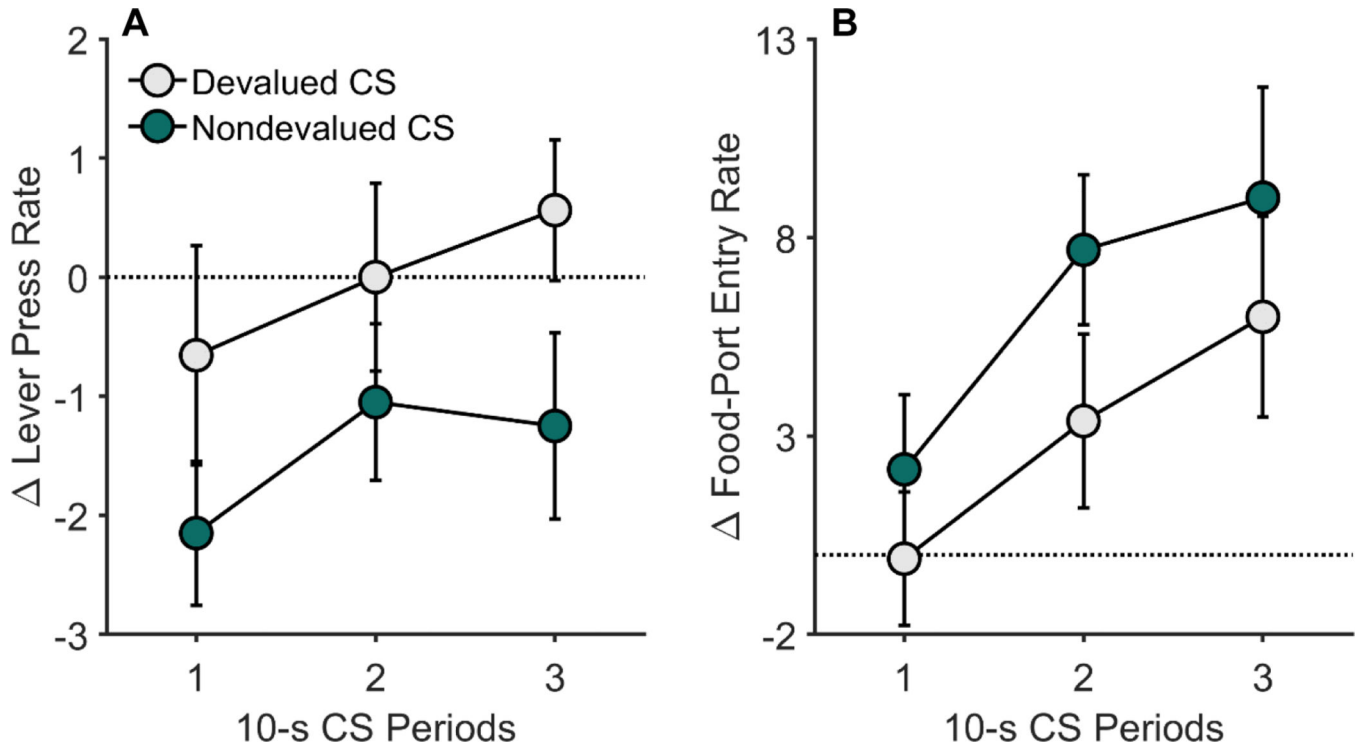 A
2
1
0
-1
-2
-3
Δ Lever Press Rate
Devalued CS
Nondevalued CS
1 2 3
10-s CS Periods
B
13
8
3
-2
Δ Food-Port Entry Rate
1 2 3
10-s CS Periods